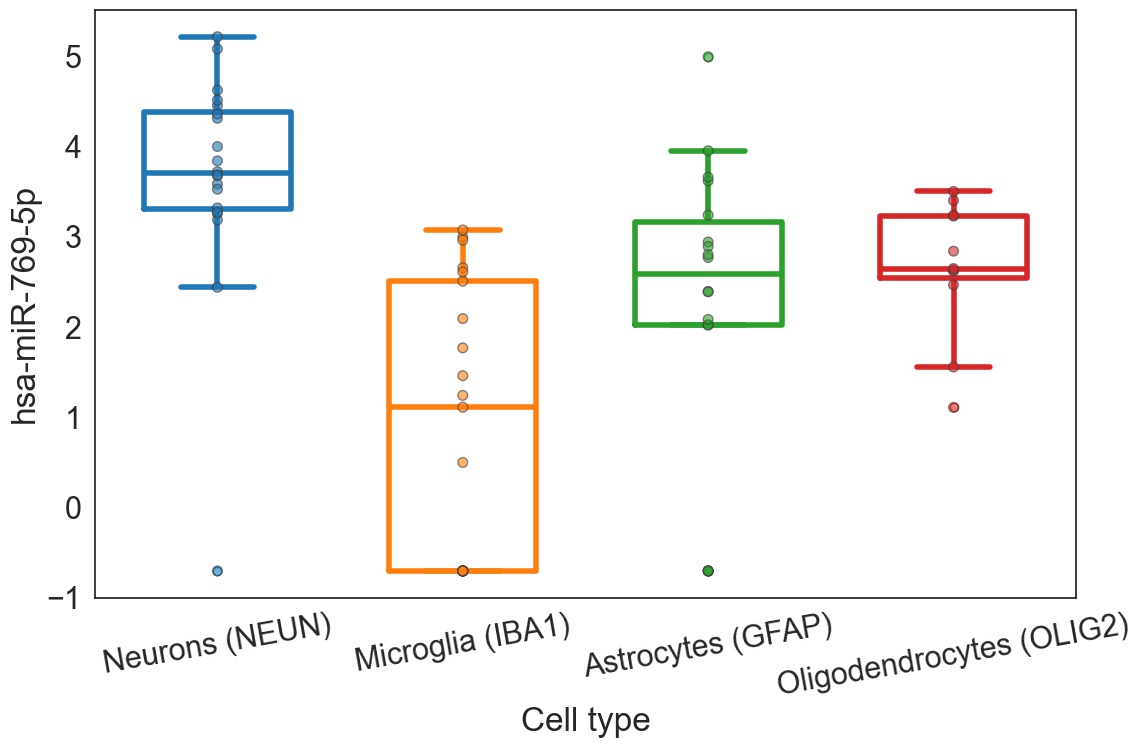 hsa-miR-769-5p
5
4
3
2
1
0
−1
Neurons (NEUN)
Microglia (IBA1)
Astrocytes (GFAP)
Oligodendrocytes (OLIG2)
Cell type